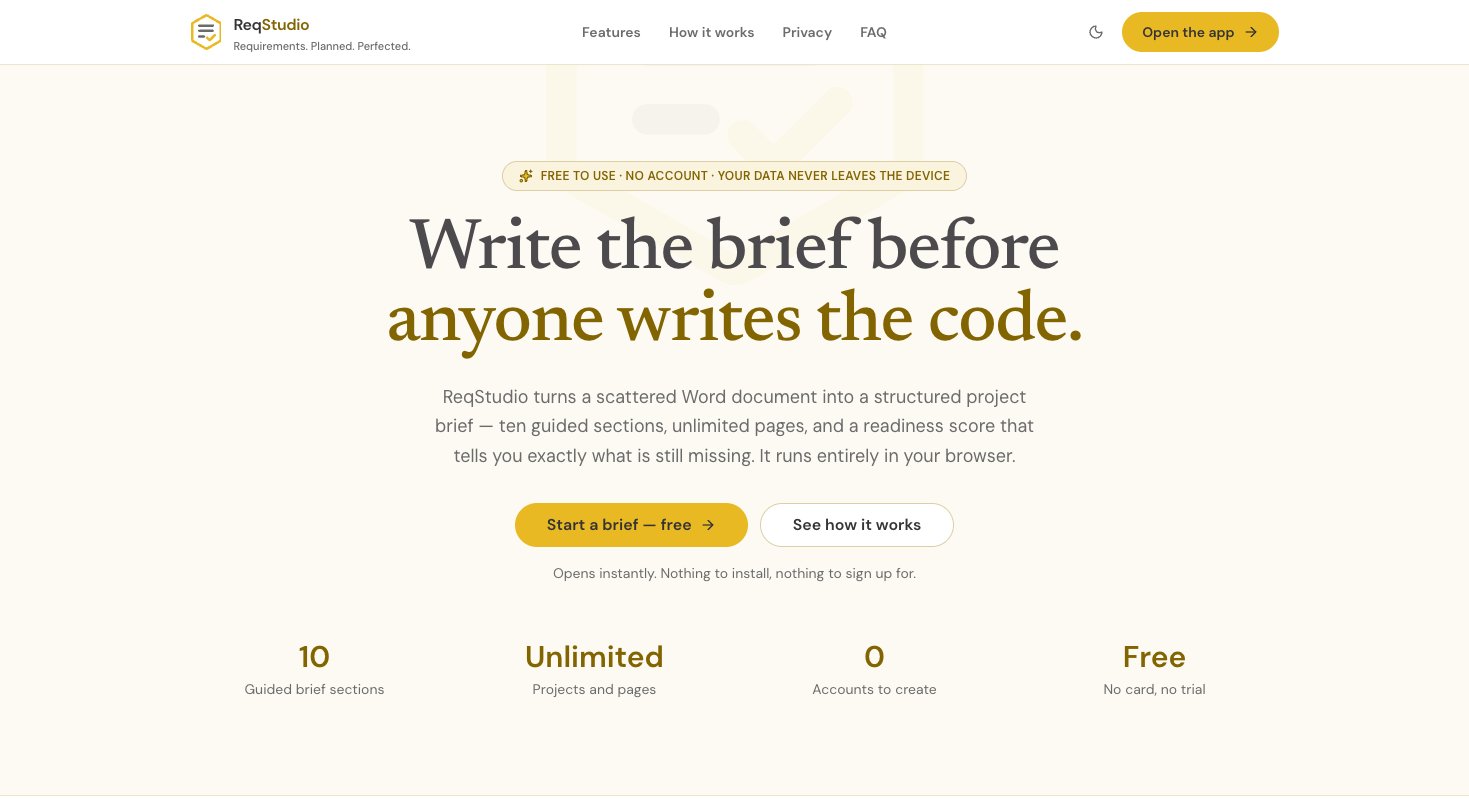 ReqStudio
Requirements. Planned. Perfected.
Features
How it works
Privacy
FAQ
Open the app
FREE TO USE · NO ACCOUNT · YOUR DATA NEVER LEAVES THE DEVICE
Write the brief before
anyone writes the code.
ReqStudio turns a scattered Word document into a structured project
brief — ten guided sections, unlimited pages, and a readiness score that
tells you exactly what is still missing. It runs entirely in your browser.
Start a brief — free
See how it works
Opens instantly. Nothing to install, nothing to sign up for.
10
Guided brief sections
Unlimited
Projects and pages
0
Accounts to create
Free
No card, no trial